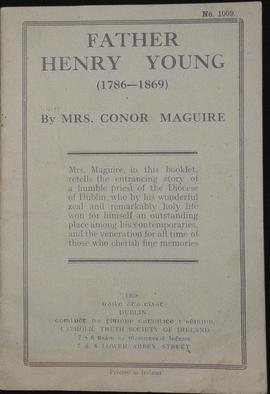 No. 1009.
FATHER
HENRY YOUNG
(1786—1869)
By MRS. CONOR MAGUIRE
Mrs. Maguire, in this booklet,
retells the entrancing story of
a humble priest of the Diocese
of Dublin, who by his wonderful
zeal and remarkably holy life
won for himself an outstanding
place among his contemporaries,
and the veneration for all time of
those who cherish fine memories
DUBLIN
CATHOLIC TRUTH SOCIETY OF IRELAND
7 & 8 LOWER ABBEY STREET
Printed in Ireland